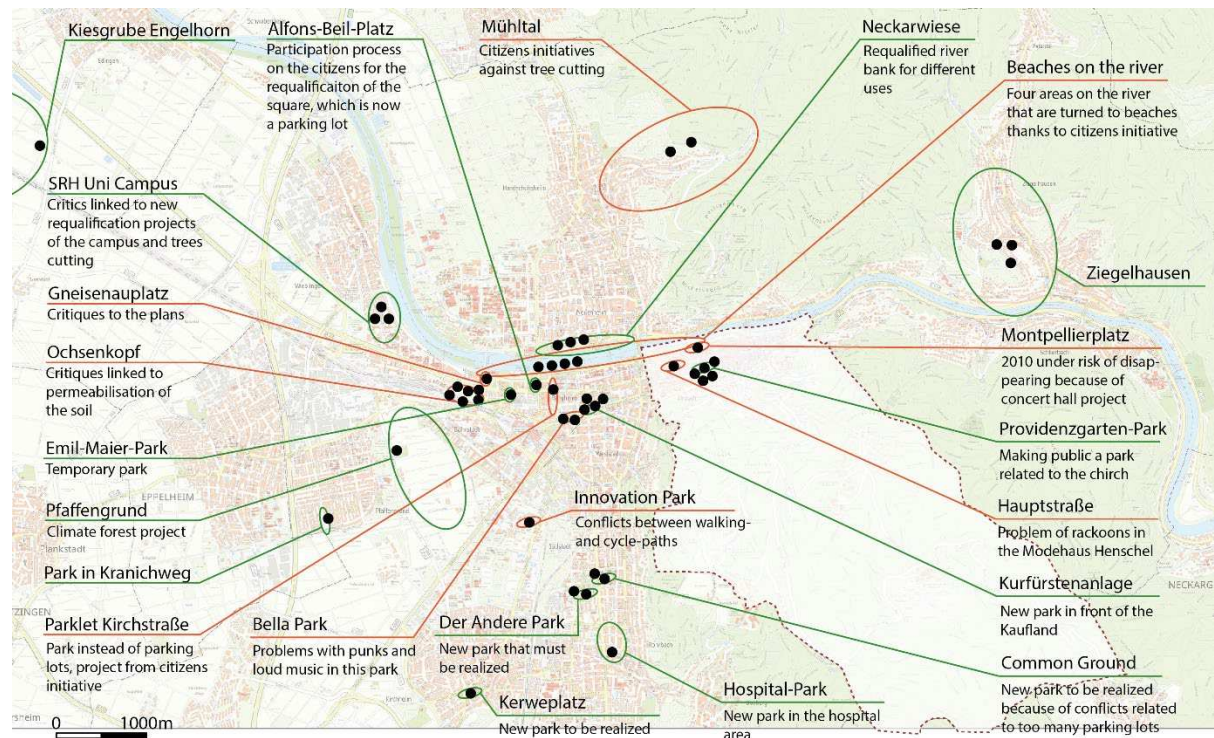 Kiesgrube Engelhorn
Alfons-Beil-Platz
Participation process
on the citizens for the
requalificaiton of the
square, which is now
a parking lot
Mühltal
Citizens initiatives
against tree cutting
Neckarwiese
Requalified river
bank for different
uses
Beaches on the river
Four areas on the river
that are turned to beaches
thanks to citizens initiative
SRH Uni Campus
Critics linked to new
requalification projects
of the campus and trees
cutting
Ziegelhausen
Gneisenauplatz
Critiques to the plans
Ochsenkopf
Critiques linked to
permeabilisation of
the soil
Montpellierplatz
2010 under risk of disap-
pearing because of
concert hall project
Emil-Maier-Park
Temporary park
Providenzgarten-Park
Making public a park
related to the chirch
Pfaffengrund
Climate forest project
EPPELHEIM
Innovation Park
Conflicts between walking-
and cycle-paths
Hauptstraße
Problem of rackoons in
the Modehaus Henschel
Plankstadt
Park in Kranichweg
NECKARG
Kurfürstenanlage
New park in front of the
Kaufland
TZINGEN
Parklet Kirchstraße
Park instead of parking
lots, project from citizens
initiative
Bella Park
Problems with punks and
loud music in this park
Der Andere Park
New park that must
be realized
Common Ground
New park to be realized
because of conflicts related
to too many parking lots
Hospital-Park
New park in the hospital
area
Kerweplatz
New park to be realized
0 1000m